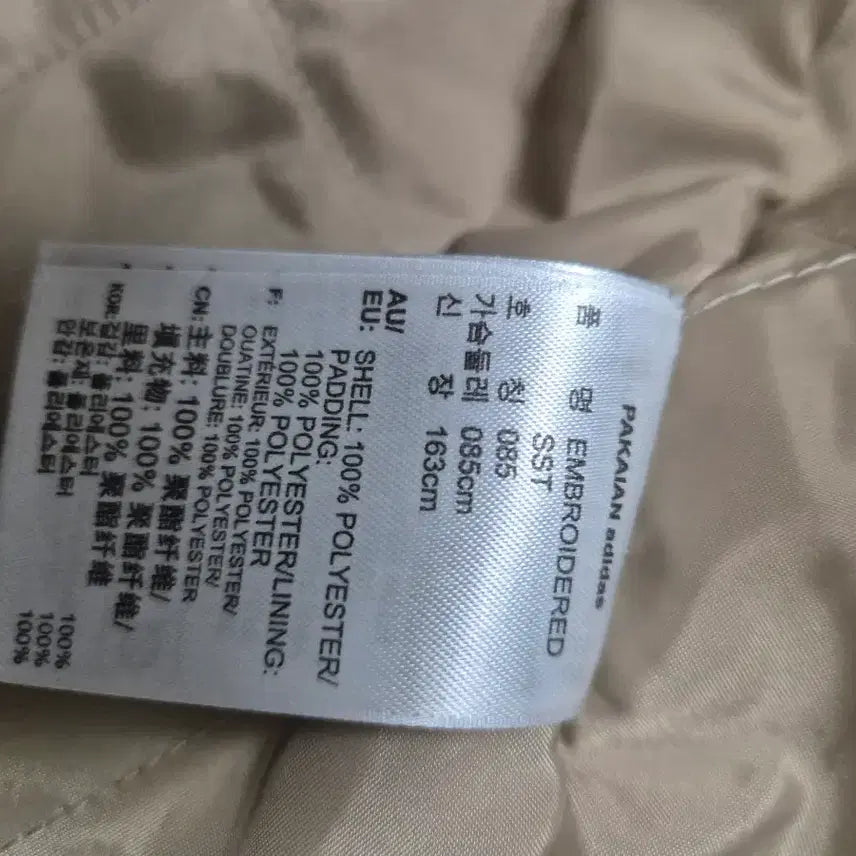 PAKAIAN adidas
품 명 EMBROIDERED
SST
호 칭 085
가슴둘레 085cm
신 장 163cm
AU/
EU: SHELL: 100% POLYESTER/
PADDING:
100% POLYESTER/LINING:
100% POLYESTER
F: EXTÉRIEUR: 100% POLYESTER/
OUATINE: 100% POLYESTER/
DOUBLURE: 100% POLYESTER
CN: 主料: 100% 聚酯纤维/
填充物: 100% 聚酯纤维/
里料: 100% 聚酯纤维
KOR: 겉감: 폴리에스터 100%
보온재: 폴리에스터 100%
안감: 폴리에스터 100%